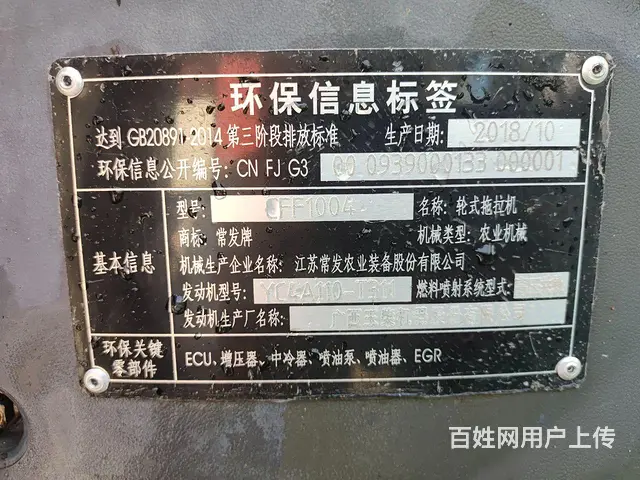 环保信息标签
达到 GB20891-2014 第三阶段排放标准 生产日期: 2018/10
环保信息公开编号: CN FJ G3 00 0939000133 000001
型号: CFF1004 名称: 轮式拖拉机
商标: 常发牌 机械类型: 农业机械
基本信息
机械生产企业名称: 江苏常发农业装备股份有限公司
发动机型号: YC4A110-T311 燃料喷射系统型式:
发动机生产厂名称:
环保关键零部件
ECU、增压器、中冷器、喷油泵、喷油器、EGR
百姓网用户上传